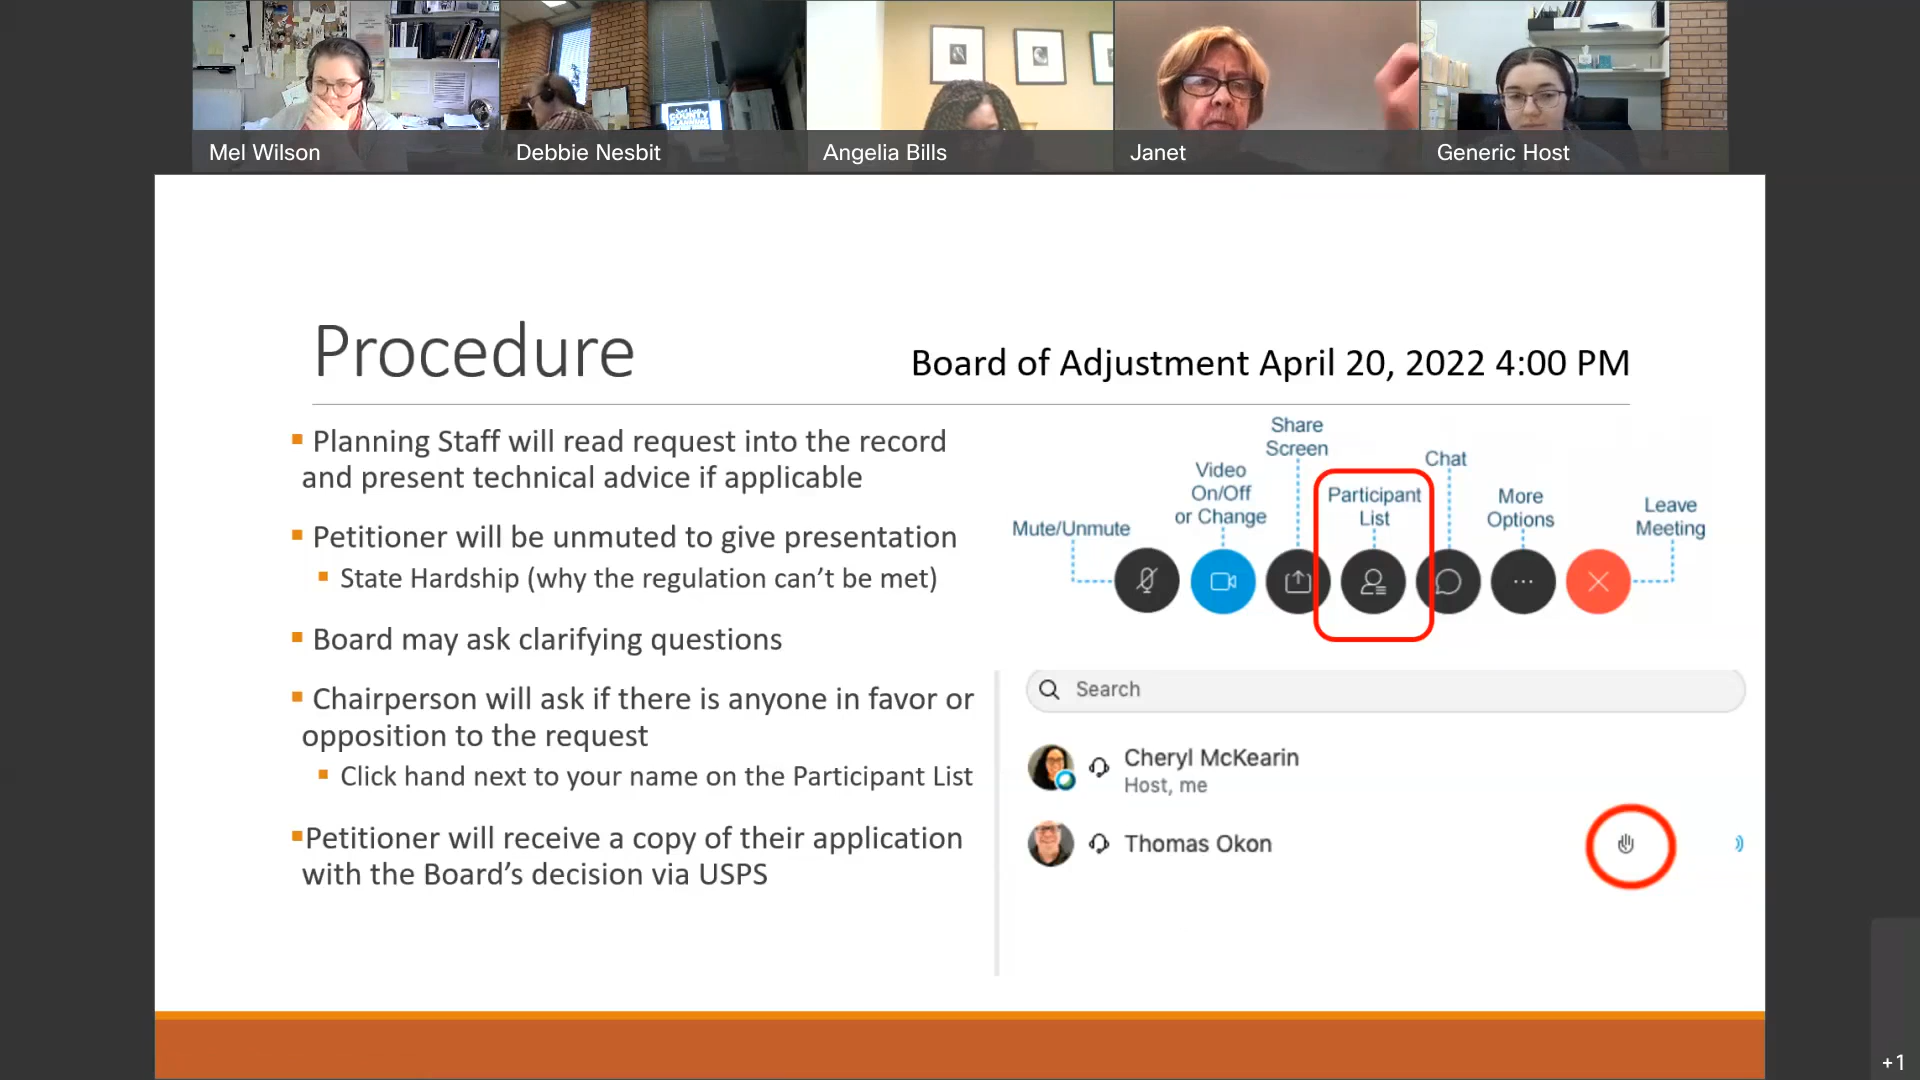 Mel Wilson
Debbie Nesbit
Angelia Bills
Janet
Generic Host
Procedure
Board of Adjustment April 20, 2022 4:00 PM
Planning Staff will read request into the record
and present technical advice if applicable
Petitioner will be unmuted to give presentation
State Hardship (why the regulation can’t be met)
Board may ask clarifying questions
Chairperson will ask if there is anyone in favor or
opposition to the request
Click hand next to your name on the Participant List
Petitioner will receive a copy of their application
with the Board’s decision via USPS
Mute/Unmute
Video
On/Off
or Change
Share
Screen
Participant
List
Chat
More
Options
Leave
Meeting
Search
Cheryl McKearin
Host, me
Thomas Okon
+1